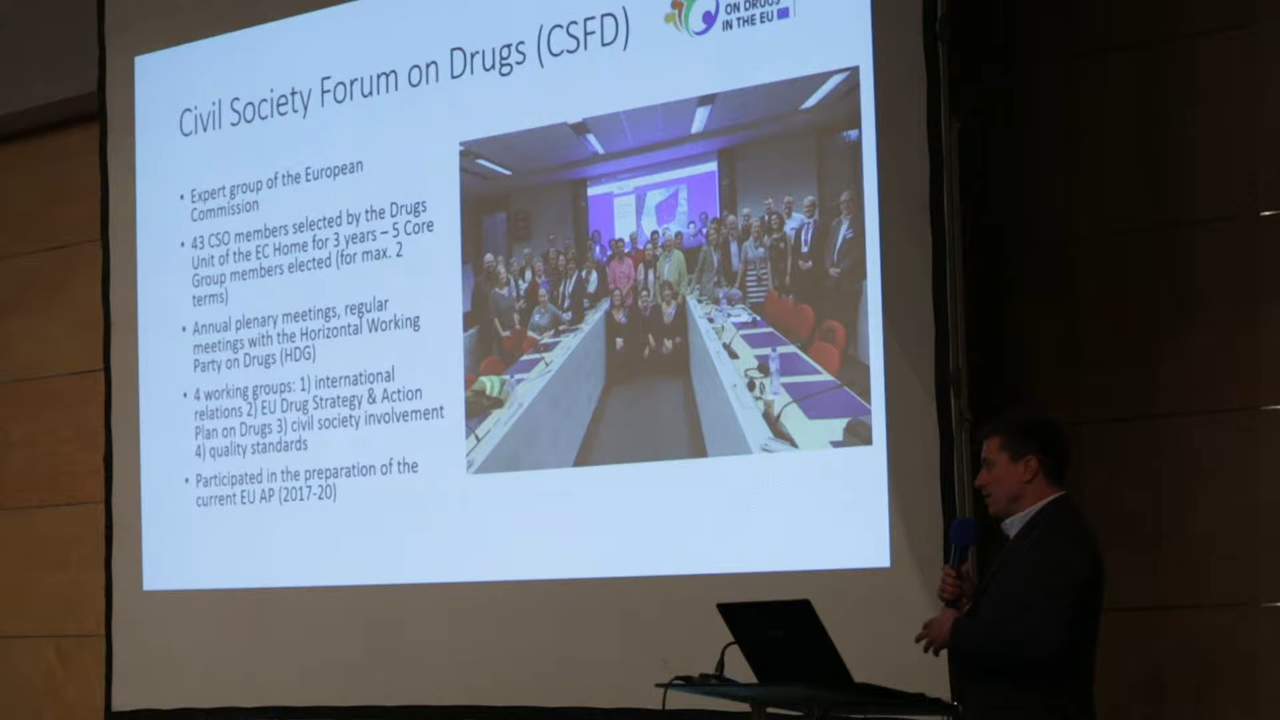 ON DRUGS
IN THE EU
Civil Society Forum on Drugs (CSFD)
• Expert group of the European
Commission
• 43 CSO members selected by the Drugs
Unit of the EC Home for 3 years – 5 Core
Group members elected (for max. 2
terms)
• Annual plenary meetings, regular
meetings with the Horizontal Working
Party on Drugs (HDG)
• 4 working groups: 1) international
relations 2) EU Drug Strategy & Action
Plan on Drugs 3) civil society involvement
4) quality standards
• Participated in the preparation of the
current EU AP (2017-20)